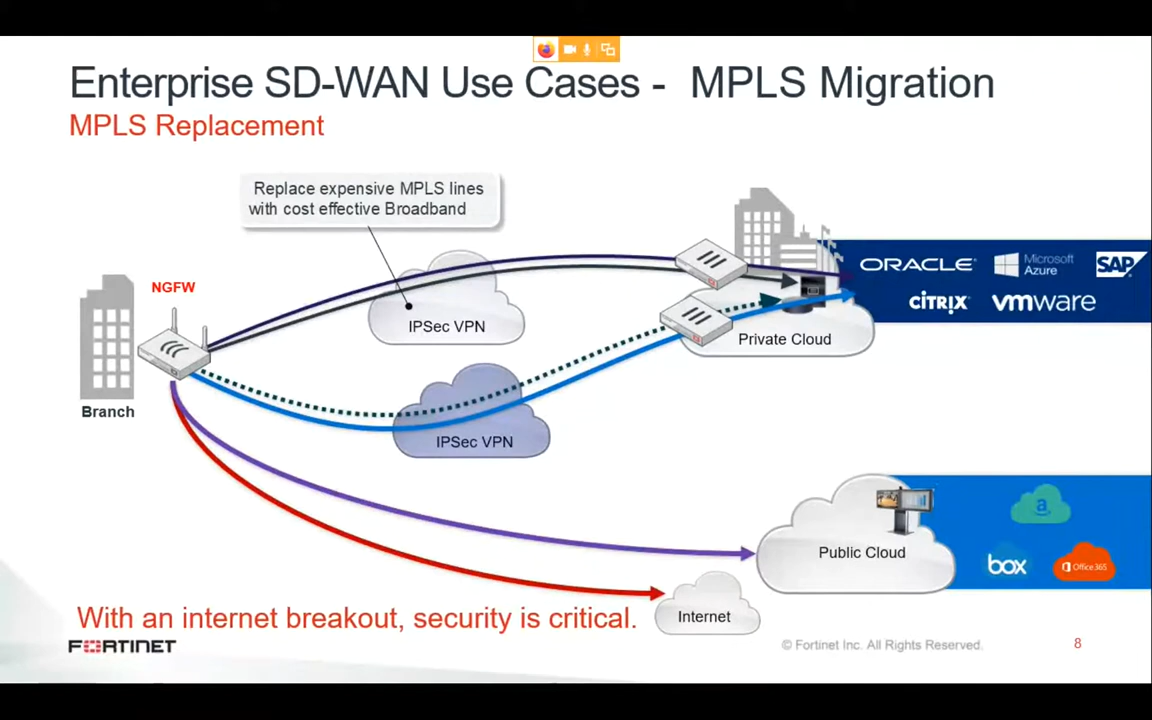 Enterprise SD-WAN Use Cases - MPLS Migration
MPLS Replacement
Replace expensive MPLS lines
with cost effective Broadband
NGFW
Branch
IPSec VPN
IPSec VPN
Private Cloud
ORACLE
Microsoft
Azure
SAP
CITRIX
vmware
Public Cloud
a
box
Office 365
Internet
With an internet breakout, security is critical.
FORTINET
© Fortinet Inc. All Rights Reserved.
8